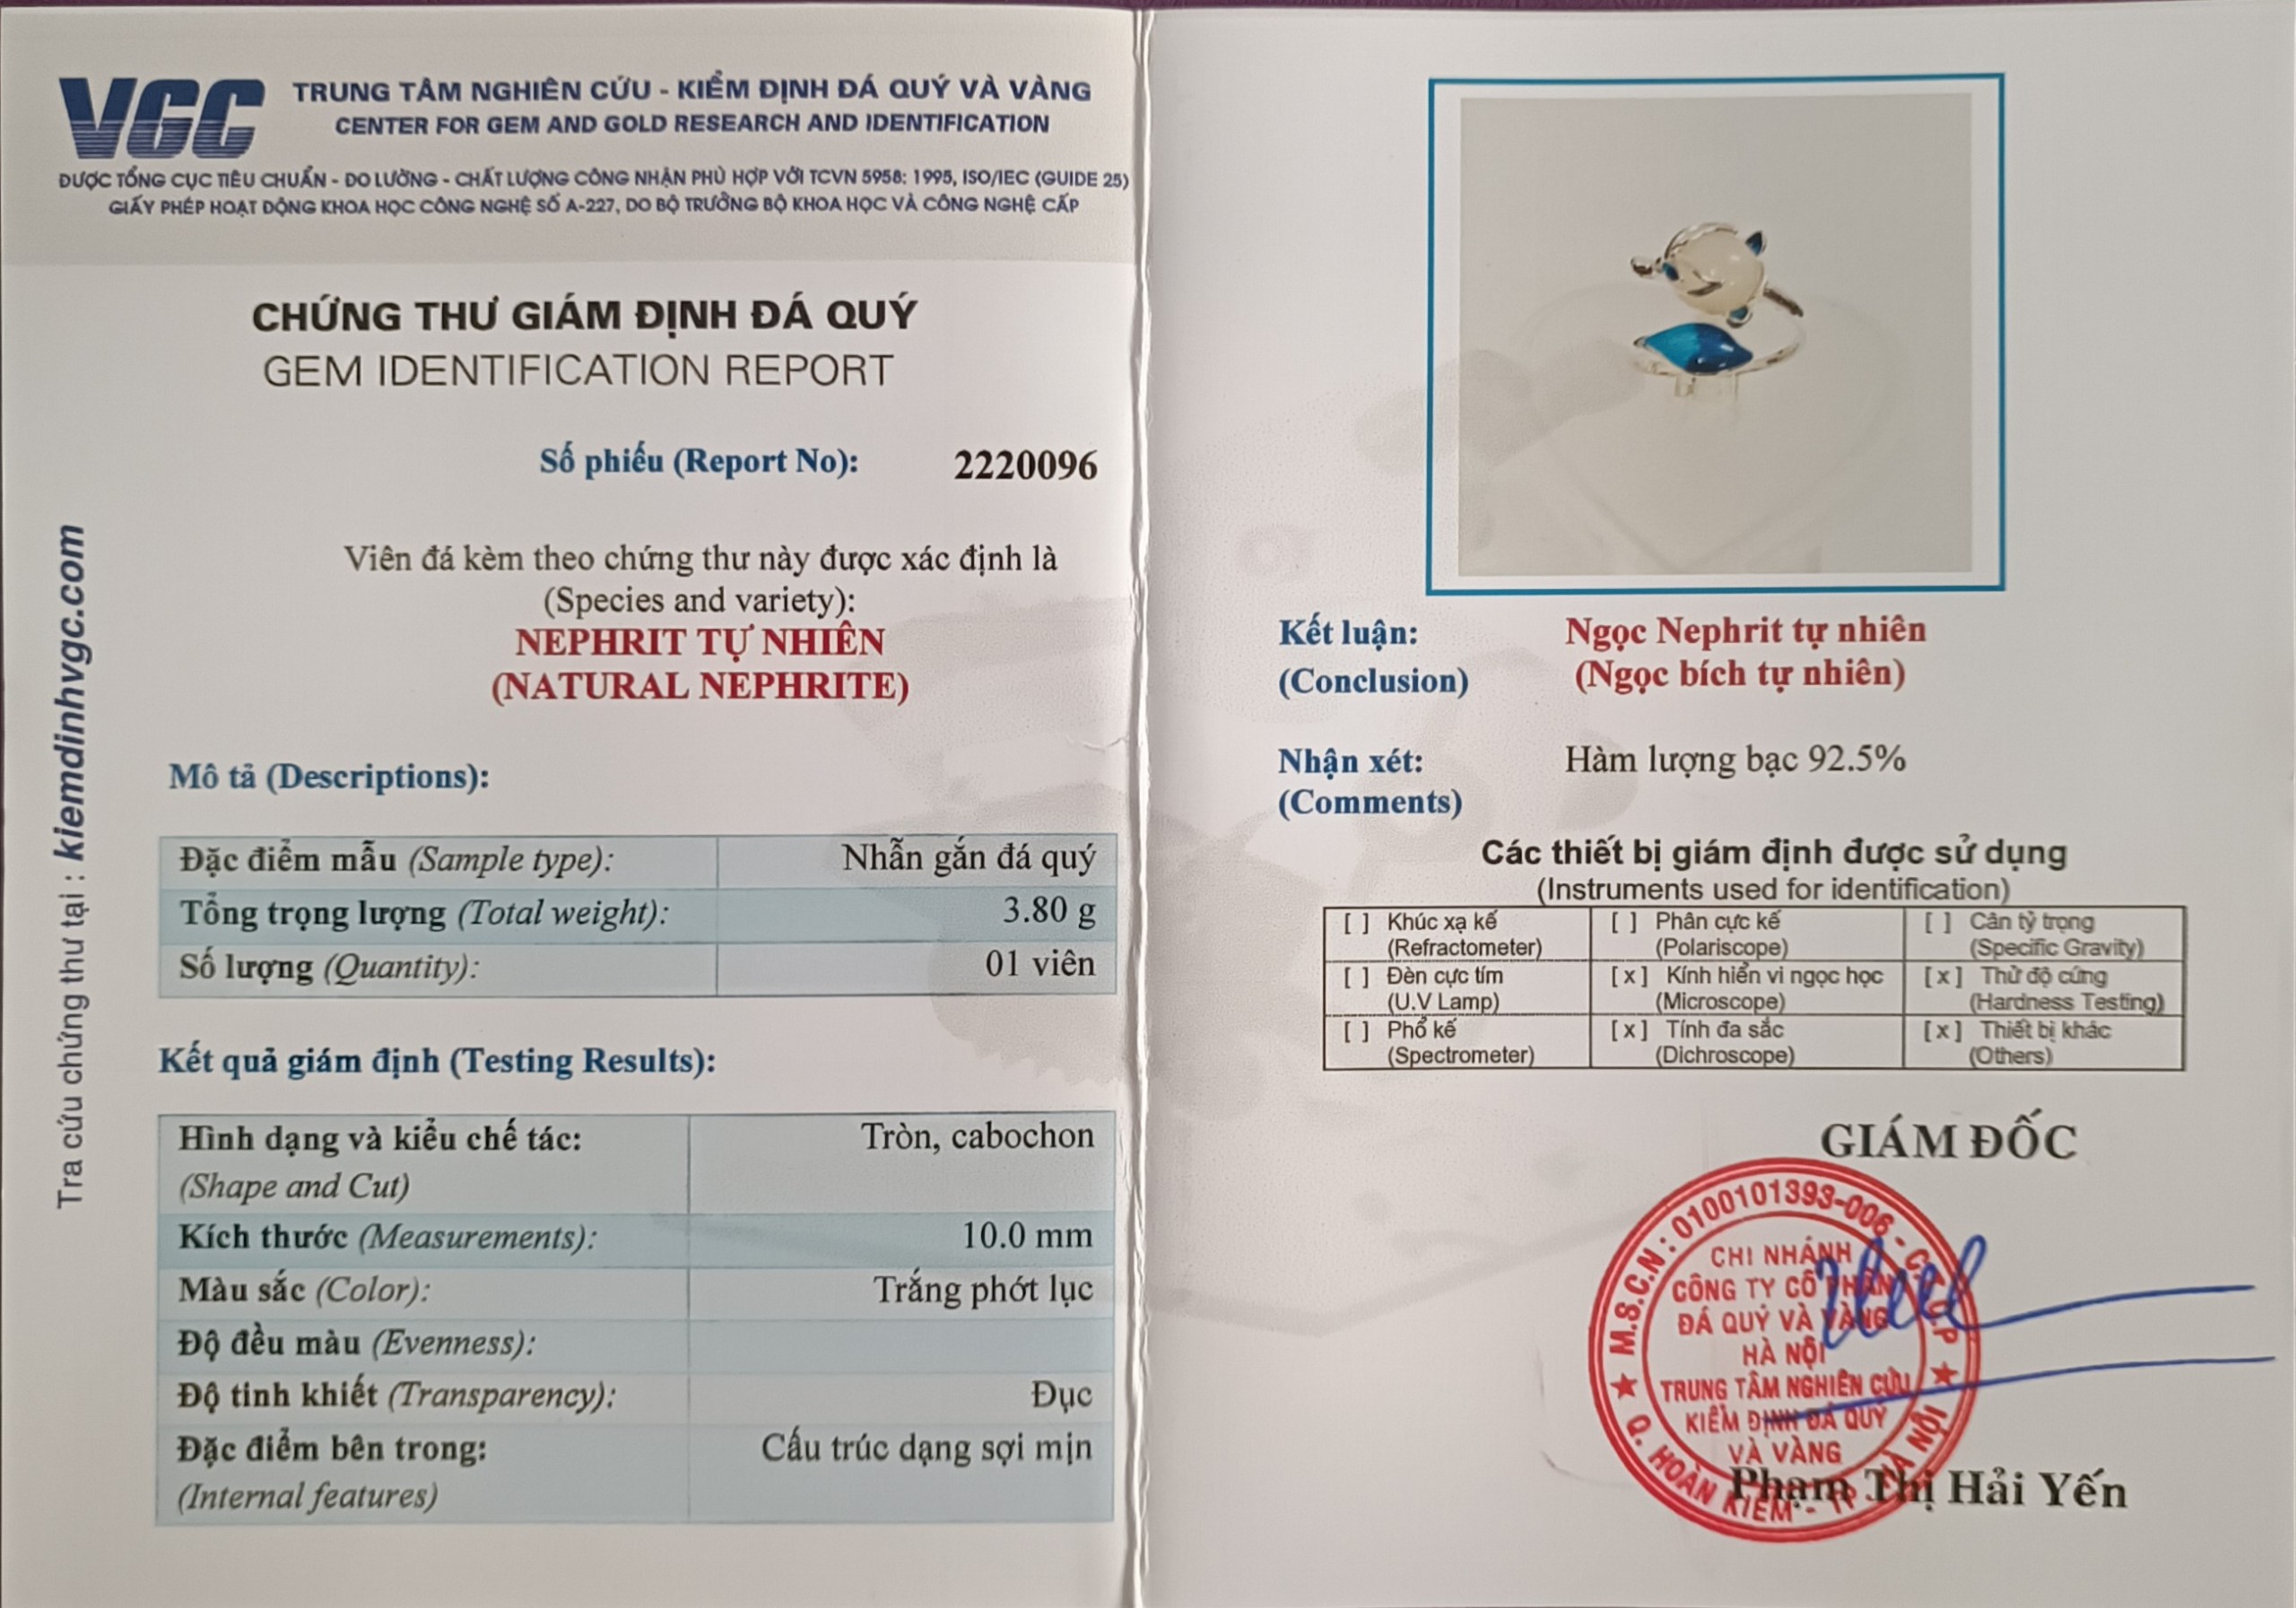 VGC
TRUNG TÂM NGHIÊN CỨU - KIỂM ĐỊNH ĐÁ QUÝ VÀ VÀNG
CENTER FOR GEM AND GOLD RESEARCH AND IDENTIFICATION
ĐƯỢC TỔNG CỤC TIÊU CHUẨN - ĐO LƯỜNG - CHẤT LƯỢNG CÔNG NHẬN PHÙ HỢP VỚI TCVN 5958: 1995, ISO/IEC (GUIDE 25)
GIẤY PHÉP HOẠT ĐỘNG KHOA HỌC CÔNG NGHỆ SỐ A-227, DO BỘ TRƯỞNG BỘ KHOA HỌC VÀ CÔNG NGHỆ CẤP
CHỨNG THƯ GIÁM ĐỊNH ĐÁ QUÝ
GEM IDENTIFICATION REPORT
Số phiếu (Report No): 2220096
Viên đá kèm theo chứng thư này được xác định là
(Species and variety):
NEPHRIT TỰ NHIÊN
(NATURAL NEPHRITE)
Mô tả (Descriptions):
Đặc điểm mẫu (Sample type): Nhẫn gắn đá quý
Tổng trọng lượng (Total weight): 3.80 g
Số lượng (Quantity): 01 viên
Kết quả giám định (Testing Results):
Hình dạng và kiểu chế tác: Tròn, cabochon
(Shape and Cut)
Kích thước (Measurements): 10.0 mm
Màu sắc (Color): Trắng phớt lục
Độ đều màu (Evenness):
Độ tinh khiết (Transparency): Đục
Đặc điểm bên trong: Cấu trúc dạng sợi mịn
(Internal features)
Tra cứu chứng thư tại : kiemdinhvgc.com
Kết luận: Ngọc Nephrit tự nhiên
(Conclusion) (Ngọc bích tự nhiên)
Nhận xét: Hàm lượng bạc 92.5%
(Comments)
Các thiết bị giám định được sử dụng
(Instruments used for identification)
[ ] Khúc xạ kế [ ] Phân cực kế [ ] Cân tỷ trọng
(Refractometer) (Polariscope) (Specific Gravity)
[ ] Đèn cực tím [x] Kính hiển vi ngọc học [x] Thử độ cứng
(U.V Lamp) (Microscope) (Hardness Testing)
[ ] Phổ kế [x] Tính đa sắc [x] Thiết bị khác
(Spectrometer) (Dichroscope) (Others)
GIÁM ĐỐC
M.S.C.N: 0100101393-006 - C.T.C.P
CHI NHÁNH
CÔNG TY CỔ PHẦN
ĐÁ QUÝ VÀ VÀNG
HÀ NỘI
TRUNG TÂM NGHIÊN CỨU
KIỂM ĐỊNH ĐÁ QUÝ
VÀ VÀNG
Q. HOÀN KIẾM - TP HÀ NỘI
Phạm Thị Hải Yến